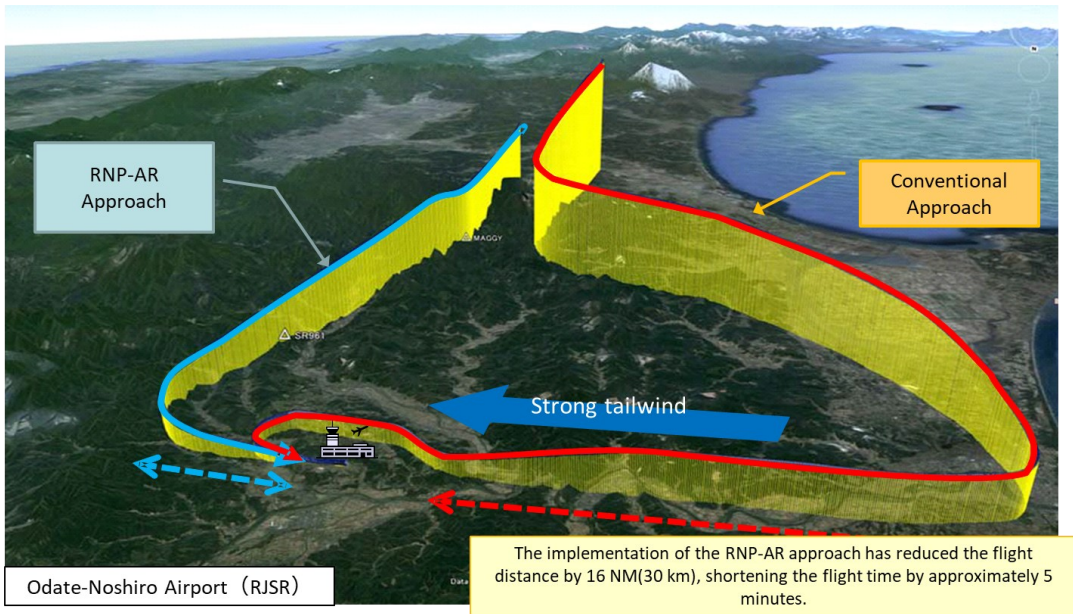 RNP-AR
Approach
Conventional
Approach
MAGGY
SR961
Strong tailwind
Data
Odate-Noshiro Airport（RJSR）
The implementation of the RNP-AR approach has reduced the flight
distance by 16 NM(30 km), shortening the flight time by approximately 5
minutes.